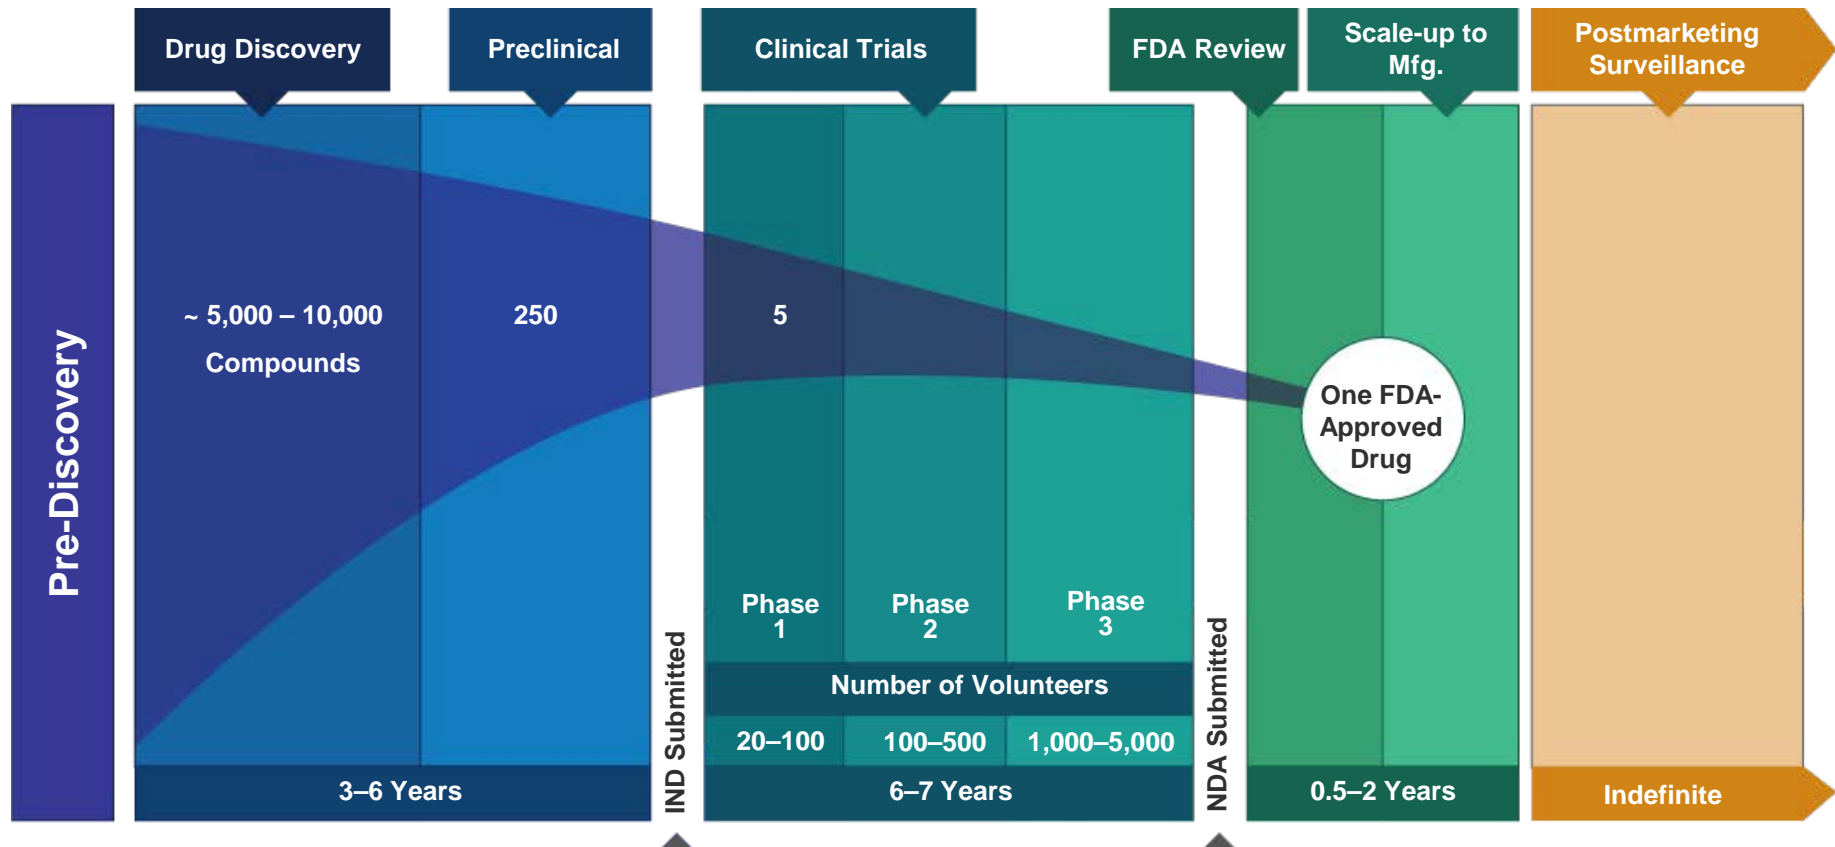 Drug Discovery
Preclinical
Clinical Trials
FDA Review
Scale-up to
Mfg.
Postmarketing
Surveillance
Pre-Discovery
~ 5,000 – 10,000
Compounds
250
5
One FDA-
Approved
Drug
Phase
1
Phase
2
Phase
3
Number of Volunteers
20–100
100–500
1,000–5,000
IND Submitted
NDA Submitted
3–6 Years
6–7 Years
0.5–2 Years
Indefinite